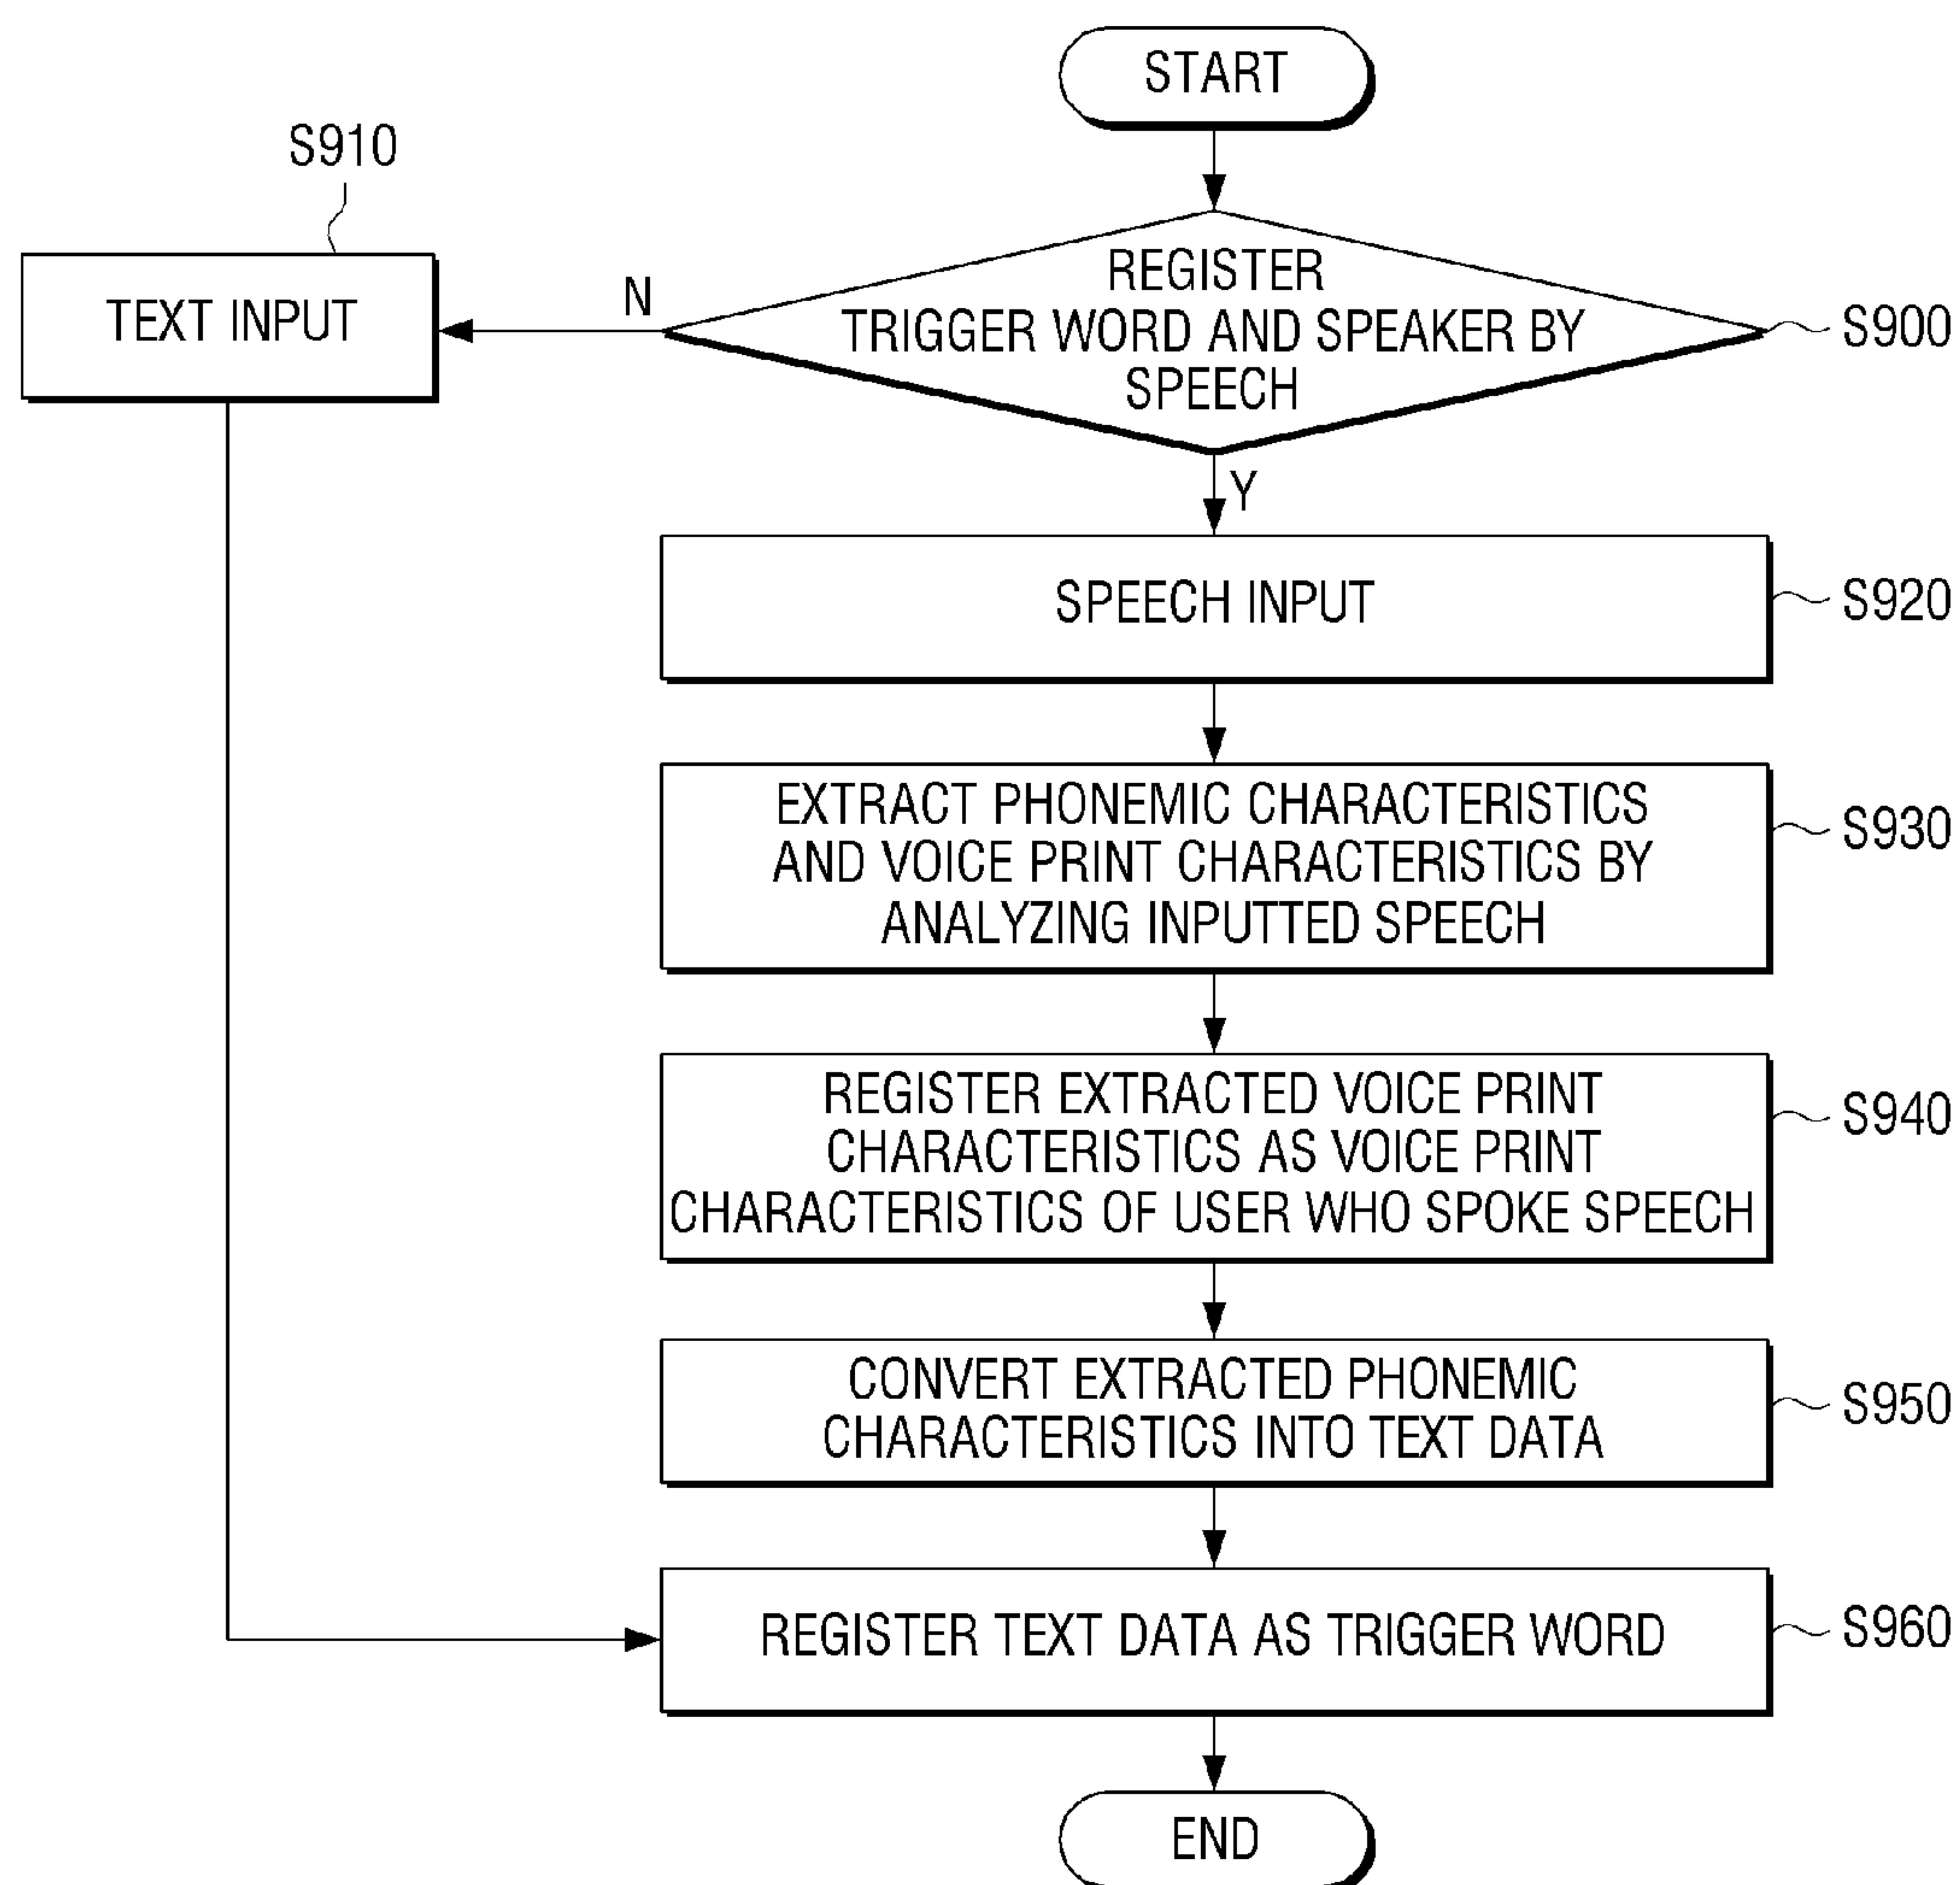 START
S910
REGISTER
TRIGGER WORD AND SPEAKER BY
SPEECH
S900
N
TEXT INPUT
Y
SPEECH INPUT
S920
EXTRACT PHONEMIC CHARACTERISTICS
AND VOICE PRINT CHARACTERISTICS BY
ANALYZING INPUTTED SPEECH
S930
REGISTER EXTRACTED VOICE PRINT
CHARACTERISTICS AS VOICE PRINT
CHARACTERISTICS OF USER WHO SPOKE SPEECH
S940
CONVERT EXTRACTED PHONEMIC
CHARACTERISTICS INTO TEXT DATA
S950
REGISTER TEXT DATA AS TRIGGER WORD
S960
END